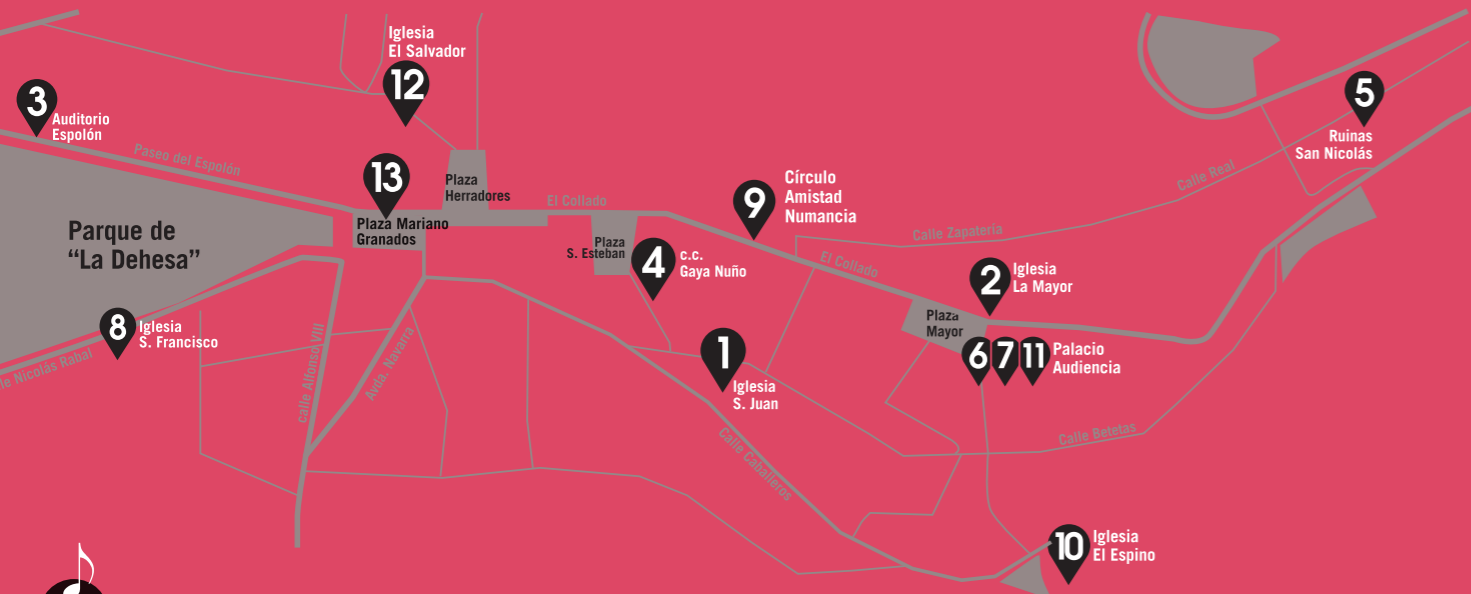 Iglesia
El Salvador
12
3
Auditorio
Espolón
Paseo del Espolón
13
Plaza
Herradores
El Collado
Plaza Mariano
Granados
Parque de
“La Dehesa”
Plaza
S. Esteban
4
c.c.
Gaya Nuño
9
Círculo
Amistad
Numancia
5
Ruinas
San Nicolás
Calle Real
Calle Zapatería
El Collado
2
Iglesia
La Mayor
Plaza
Mayor
6
7
11
Palacio
Audiencia
8
Iglesia
S. Francisco
Nicolás Rabal
calle Alfonso VIII
Avda. Navarra
1
Iglesia
S. Juan
Calle Caballeros
Calle Betetas
10
Iglesia
El Espino